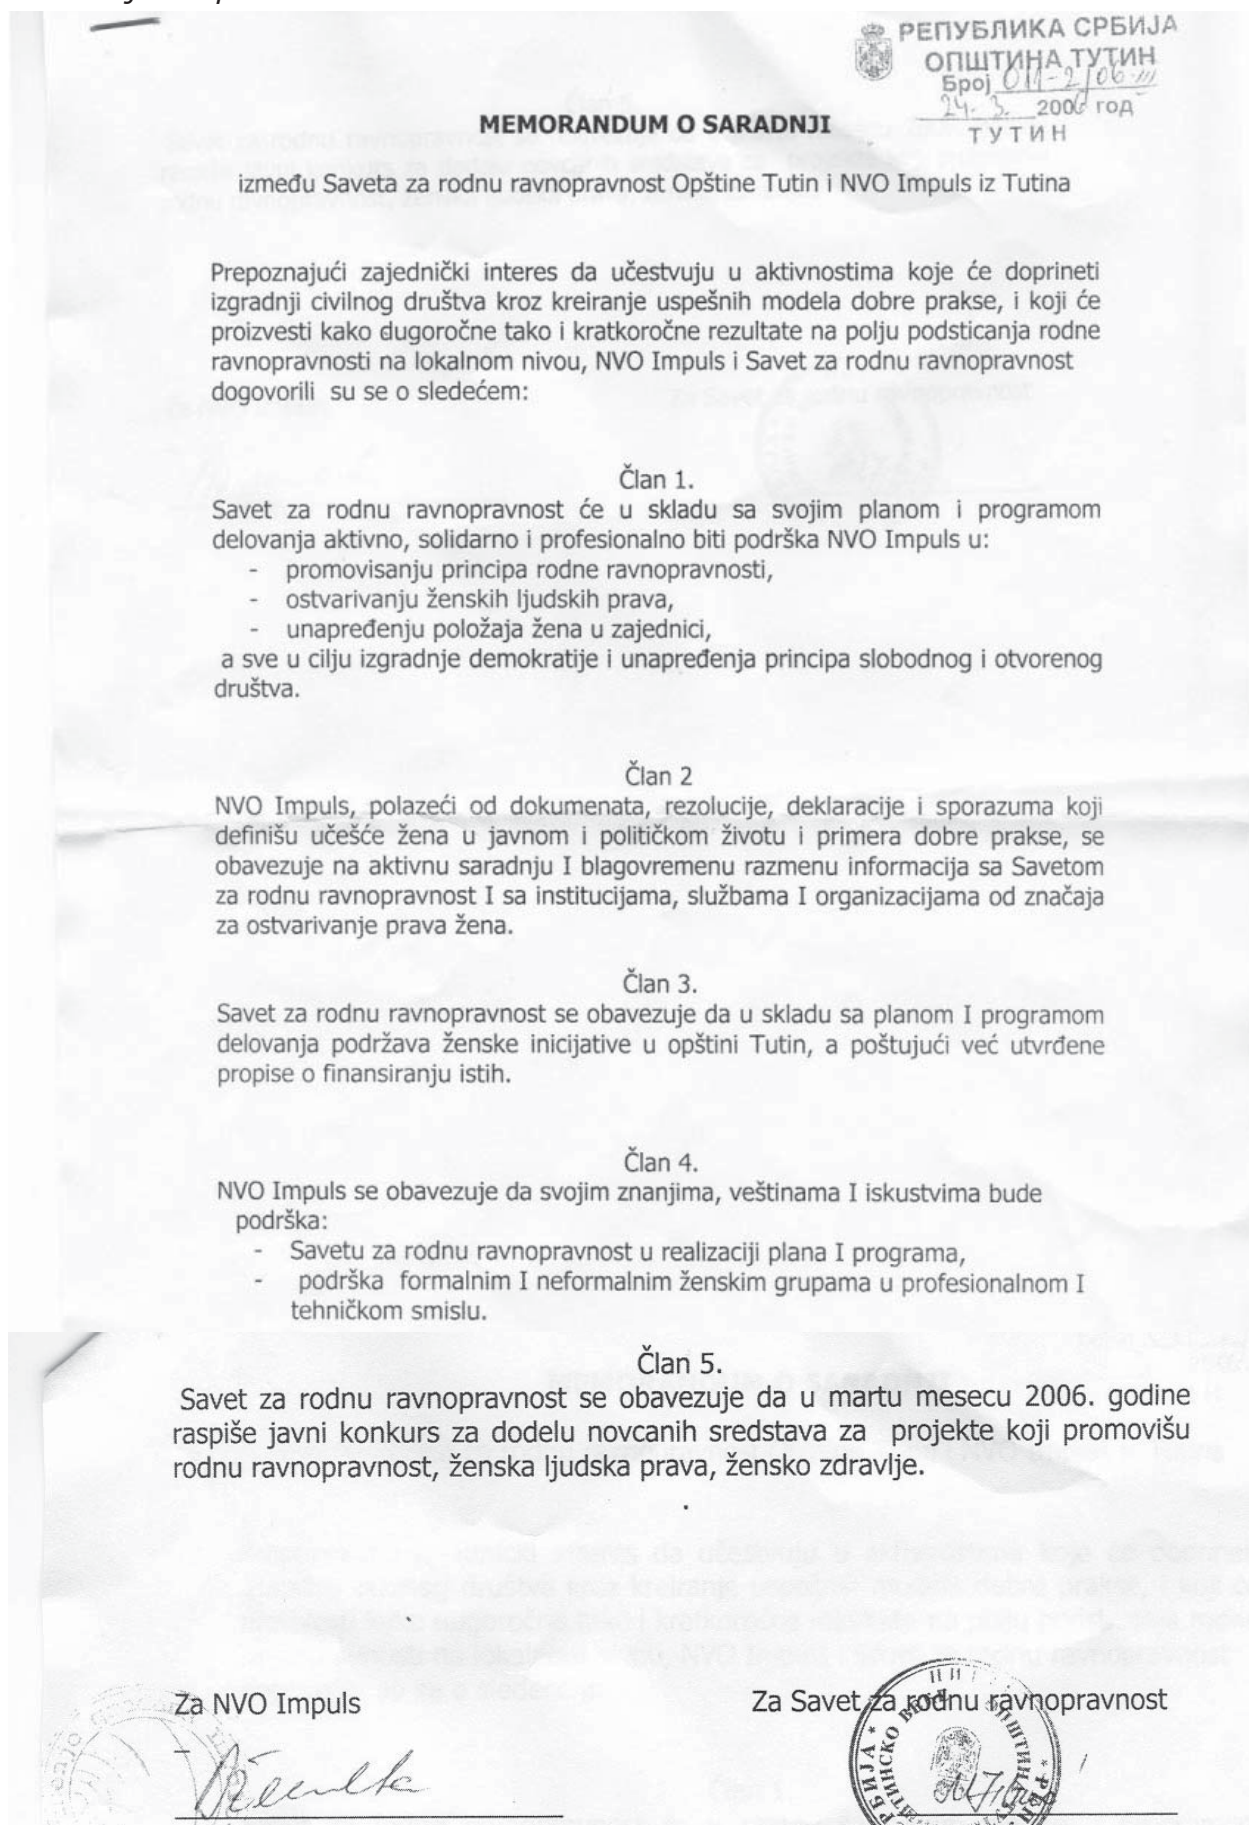 РЕПУБЛИКА СРБИЈА
ОПШТИНА ТУТИН
Број 011-2/06-III
24. 3. 2006 год
ТУТИН
MEMORANDUM O SARADNJI
između Saveta za rodnu ravnopravnost Opštine Tutin i NVO Impuls iz Tutina
Prepoznajući zajednički interes da učestvuju u aktivnostima koje će doprineti
izgradnji civilnog društva kroz kreiranje uspešnih modela dobre prakse, i koji će
proizvesti kako dugoročne tako i kratkoročne rezultate na polju podsticanja rodne
ravnopravnosti na lokalnom nivou, NVO Impuls i Savet za rodnu ravnopravnost
dogovorili su se o sledećem:
Član 1.
Savet za rodnu ravnopravnost će u skladu sa svojim planom i programom
delovanja aktivno, solidarno i profesionalno biti podrška NVO Impuls u:
- promovisanju principa rodne ravnopravnosti,
- ostvarivanju ženskih ljudskih prava,
- unapređenju položaja žena u zajednici,
a sve u cilju izgradnje demokratije i unapređenja principa slobodnog i otvorenog
društva.
Član 2
NVO Impuls, polazeći od dokumenata, rezolucije, deklaracije i sporazuma koji
definišu učešće žena u javnom i političkom životu i primera dobre prakse, se
obavezuje na aktivnu saradnju I blagovremenu razmenu informacija sa Savetom
za rodnu ravnopravnost I sa institucijama, službama I organizacijama od značaja
za ostvarivanje prava žena.
Član 3.
Savet za rodnu ravnopravnost se obavezuje da u skladu sa planom I programom
delovanja podržava ženske inicijative u opštini Tutin, a poštujući već utvrđene
propise o finansiranju istih.
Član 4.
NVO Impuls se obavezuje da svojim znanjima, veštinama I iskustvima bude
podrška:
- Savetu za rodnu ravnopravnost u realizaciji plana I programa,
- podrška formalnim I neformalnim ženskim grupama u profesionalnom I
tehničkom smislu.
Član 5.
Savet za rodnu ravnopravnost se obavezuje da u martu mesecu 2006. godine
raspiše javni konkurs za dodelu novcanih sredstava za projekte koji promovišu
rodnu ravnopravnost, ženska ljudska prava, žensko zdravlje.
Za NVO Impuls
Za Savet za rodnu ravnopravnost